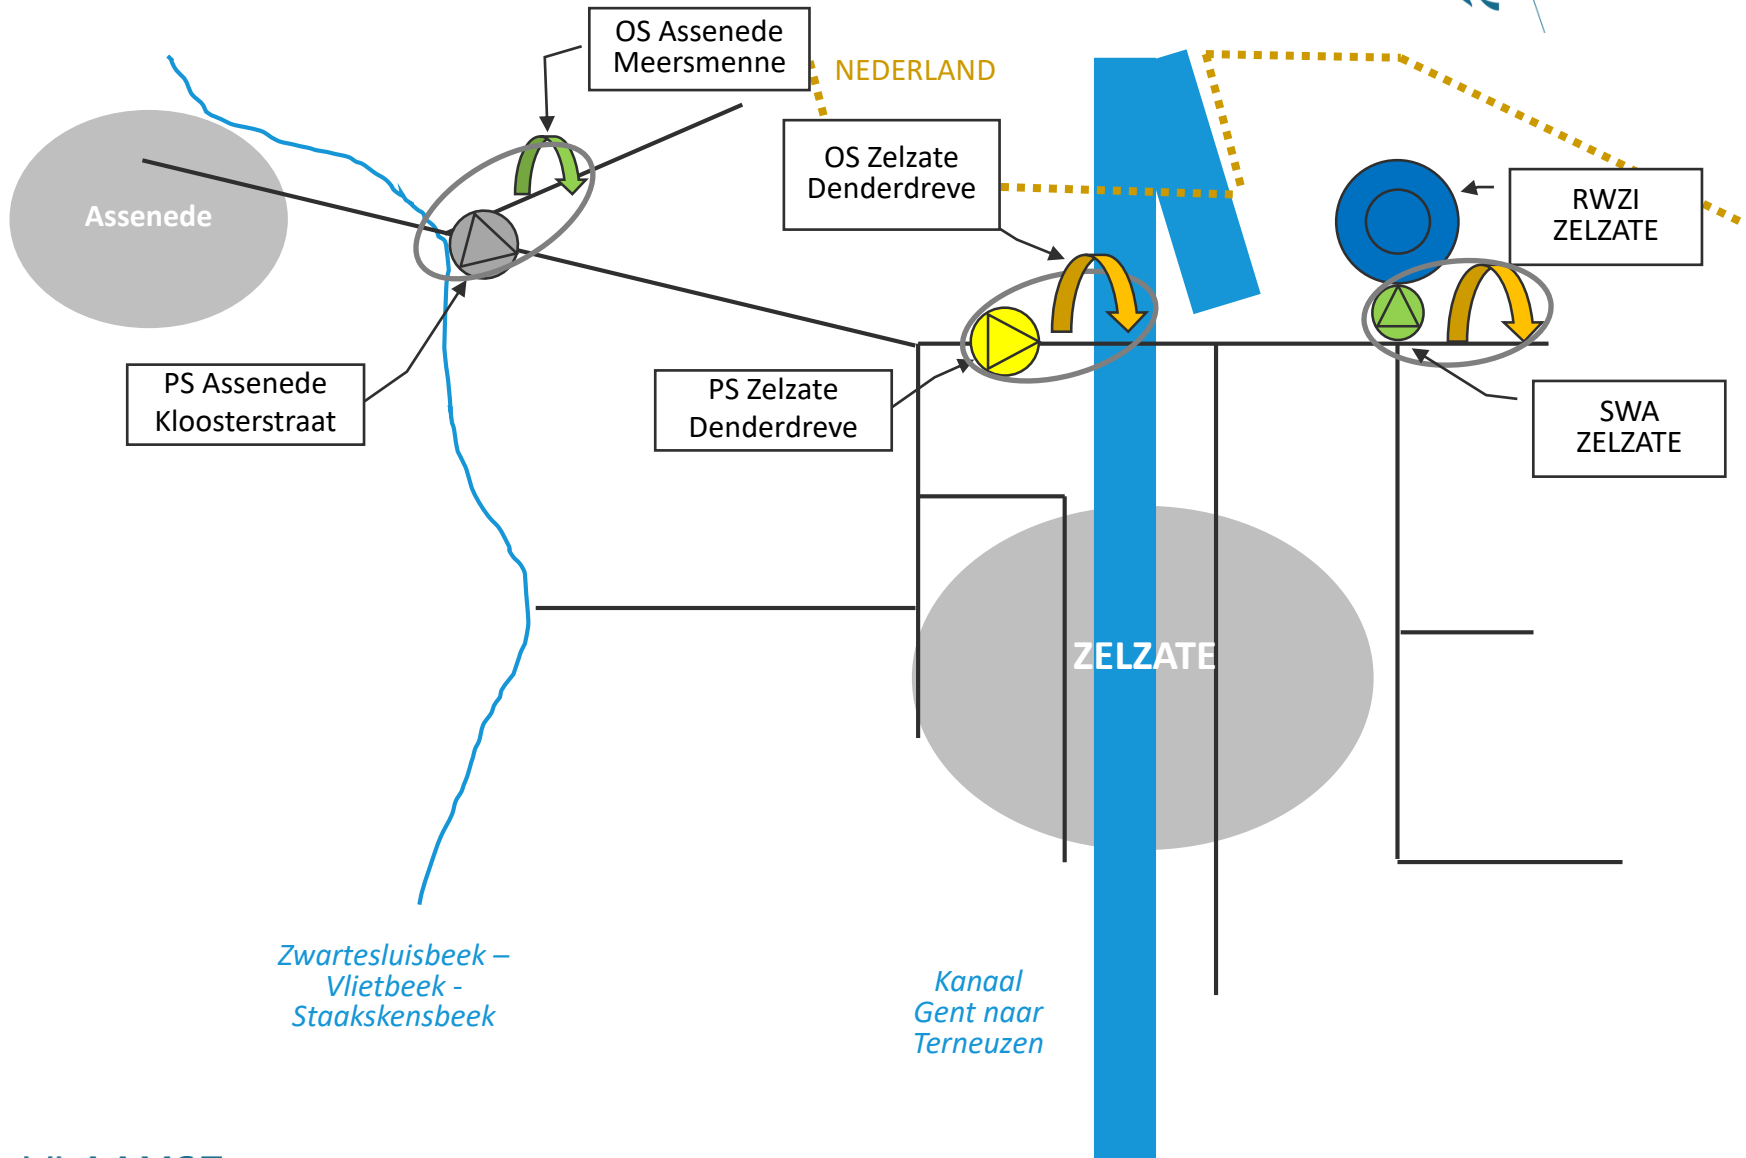 OS Assenede
Meersmenne
NEDERLAND
OS Zelzate
Denderdreve
RWZI
ZELZATE
Assenede
PS Assenede
Kloosterstraat
PS Zelzate
Denderdreve
SWA
ZELZATE
ZELZATE
Zwartesluisbeek –
Vlietbeek -
Staakskensbeek
Kanaal
Gent naar
Terneuzen